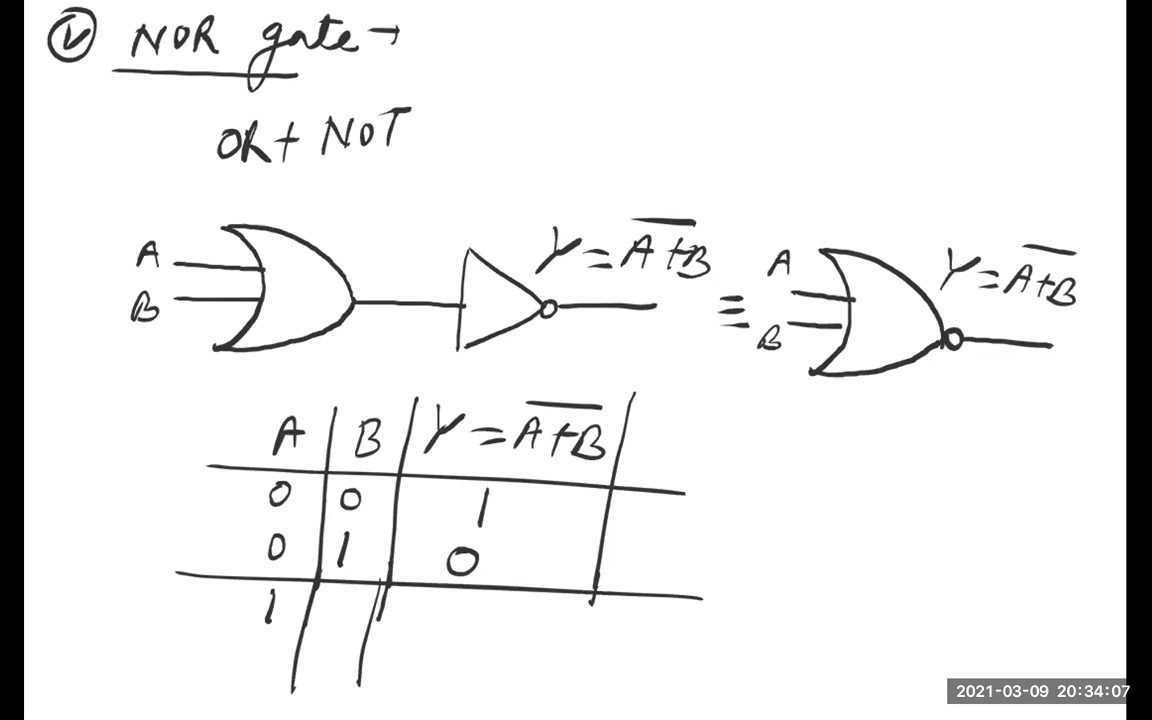 Ⓥ NOR gate→
OR + NOT
A
B
Y = A̅+̅B̅
≡
A
B
Y = A̅+̅B̅
A B Y = A̅+̅B̅
0 0 1
0 1 0
1
2021-03-09 20:34:07